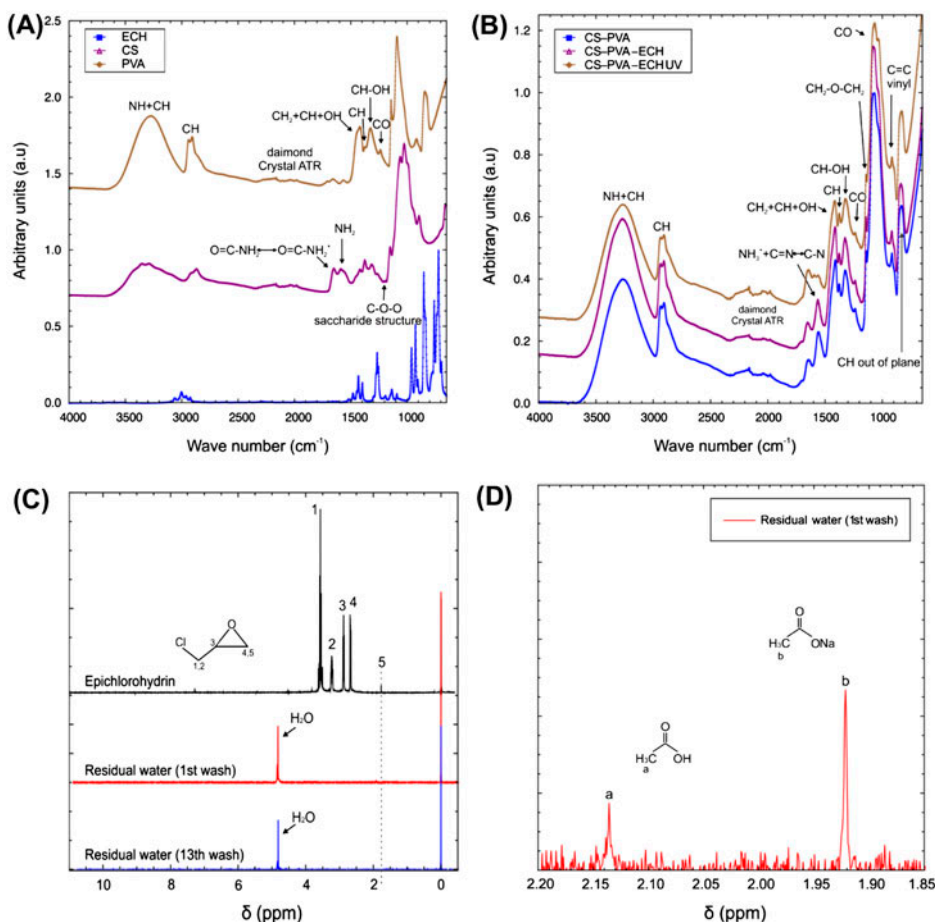 (A)
2.5
2.0
1.5
1.0
0.5
0.0
Arbitrary units (a.u)
ECH
CS
PVA
NH+CH
CH
daimond
Crystal ATR
CH₂+CH+OH
CH
CH-OH
CO
O=C-NH₂↔O=C-NH₂⁺
NH₂
C-O-O
saccharide structure
4000 3500 3000 2500 2000 1500 1000
Wave number (cm⁻¹)
(B)
1.2
1.0
0.8
0.6
0.4
0.2
0.0
Arbitrary units (a.u)
CS-PVA
CS-PVA-ECH
CS-PVA-ECHUV
CO
C=C
vinyl
CH₂-O-CH₂
CH-OH
CH
CO
CH₂+CH+OH
NH+CH
CH
NH₃⁺+C=N↔C-N
daimond
Crystal ATR
CH out of plane
4000 3500 3000 2500 2000 1500 1000
Wave number (cm⁻¹)
(C)
1
2
3
4
5
Cl
O
3
1,2
4,5
Epichlorohydrin
H₂O
Residual water (1st wash)
H₂O
Residual water (13th wash)
10 8 6 4 2 0
δ (ppm)
(D)
Residual water (1st wash)
O
H₃C
ONa
b
b
O
H₃C
OH
a
a
2.20 2.15 2.10 2.05 2.00 1.95 1.90 1.85
δ (ppm)